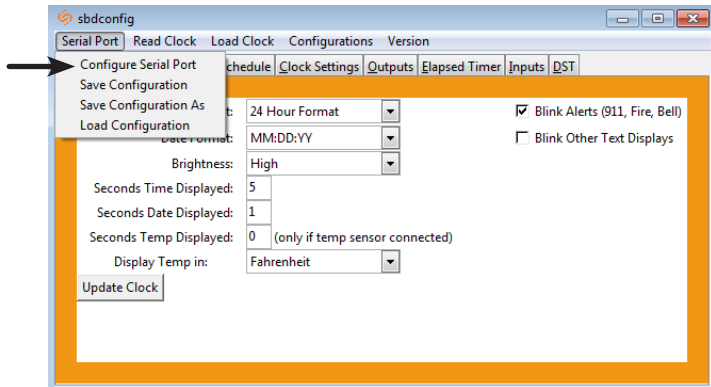 sbdconfig
Serial Port Read Clock Load Clock Configurations Version
Configure Serial Port
Save Configuration
Save Configuration As
Load Configuration
Clock Settings Outputs Elapsed Timer Inputs DST
24 Hour Format
Blink Alerts (911, Fire, Bell)
Date Format: MM:DD:YY
Blink Other Text Displays
Brightness: High
Seconds Time Displayed: 5
Seconds Date Displayed: 1
Seconds Temp Displayed: 0 (only if temp sensor connected)
Display Temp in: Fahrenheit
Update Clock